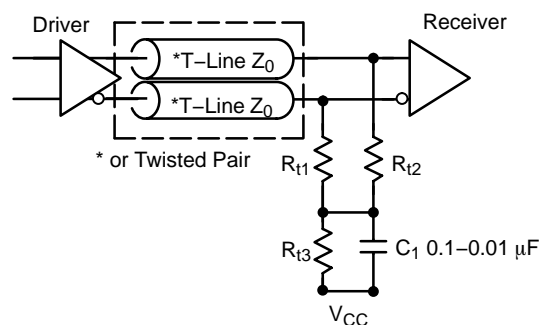 Driver
Receiver
*T–Line Z0
*T–Line Z0
* or Twisted Pair
Rt1
Rt2
Rt3
C1 0.1–0.01 μF
VCC